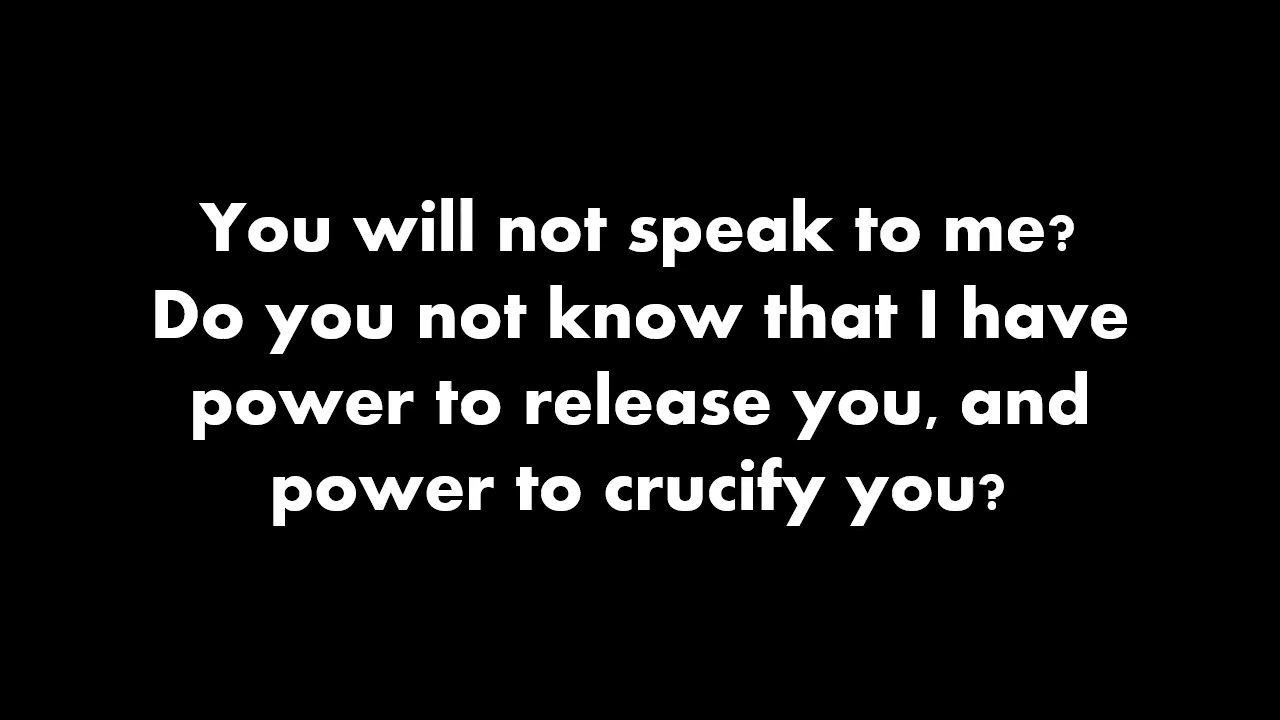 You will not speak to me?
Do you not know that I have
power to release you, and
power to crucify you?